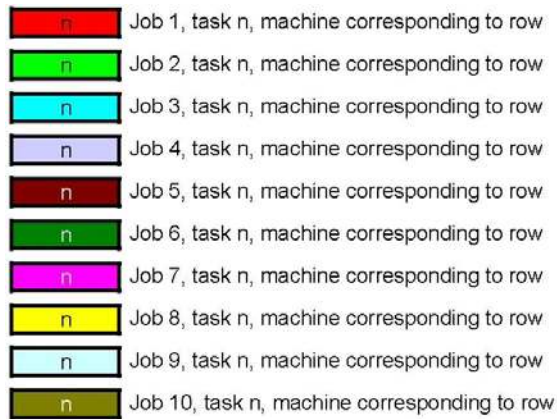 n Job 1, task n, machine corresponding to row
n Job 2, task n, machine corresponding to row
n Job 3, task n, machine corresponding to row
n Job 4, task n, machine corresponding to row
n Job 5, task n, machine corresponding to row
n Job 6, task n, machine corresponding to row
n Job 7, task n, machine corresponding to row
n Job 8, task n, machine corresponding to row
n Job 9, task n, machine corresponding to row
n Job 10, task n, machine corresponding to row